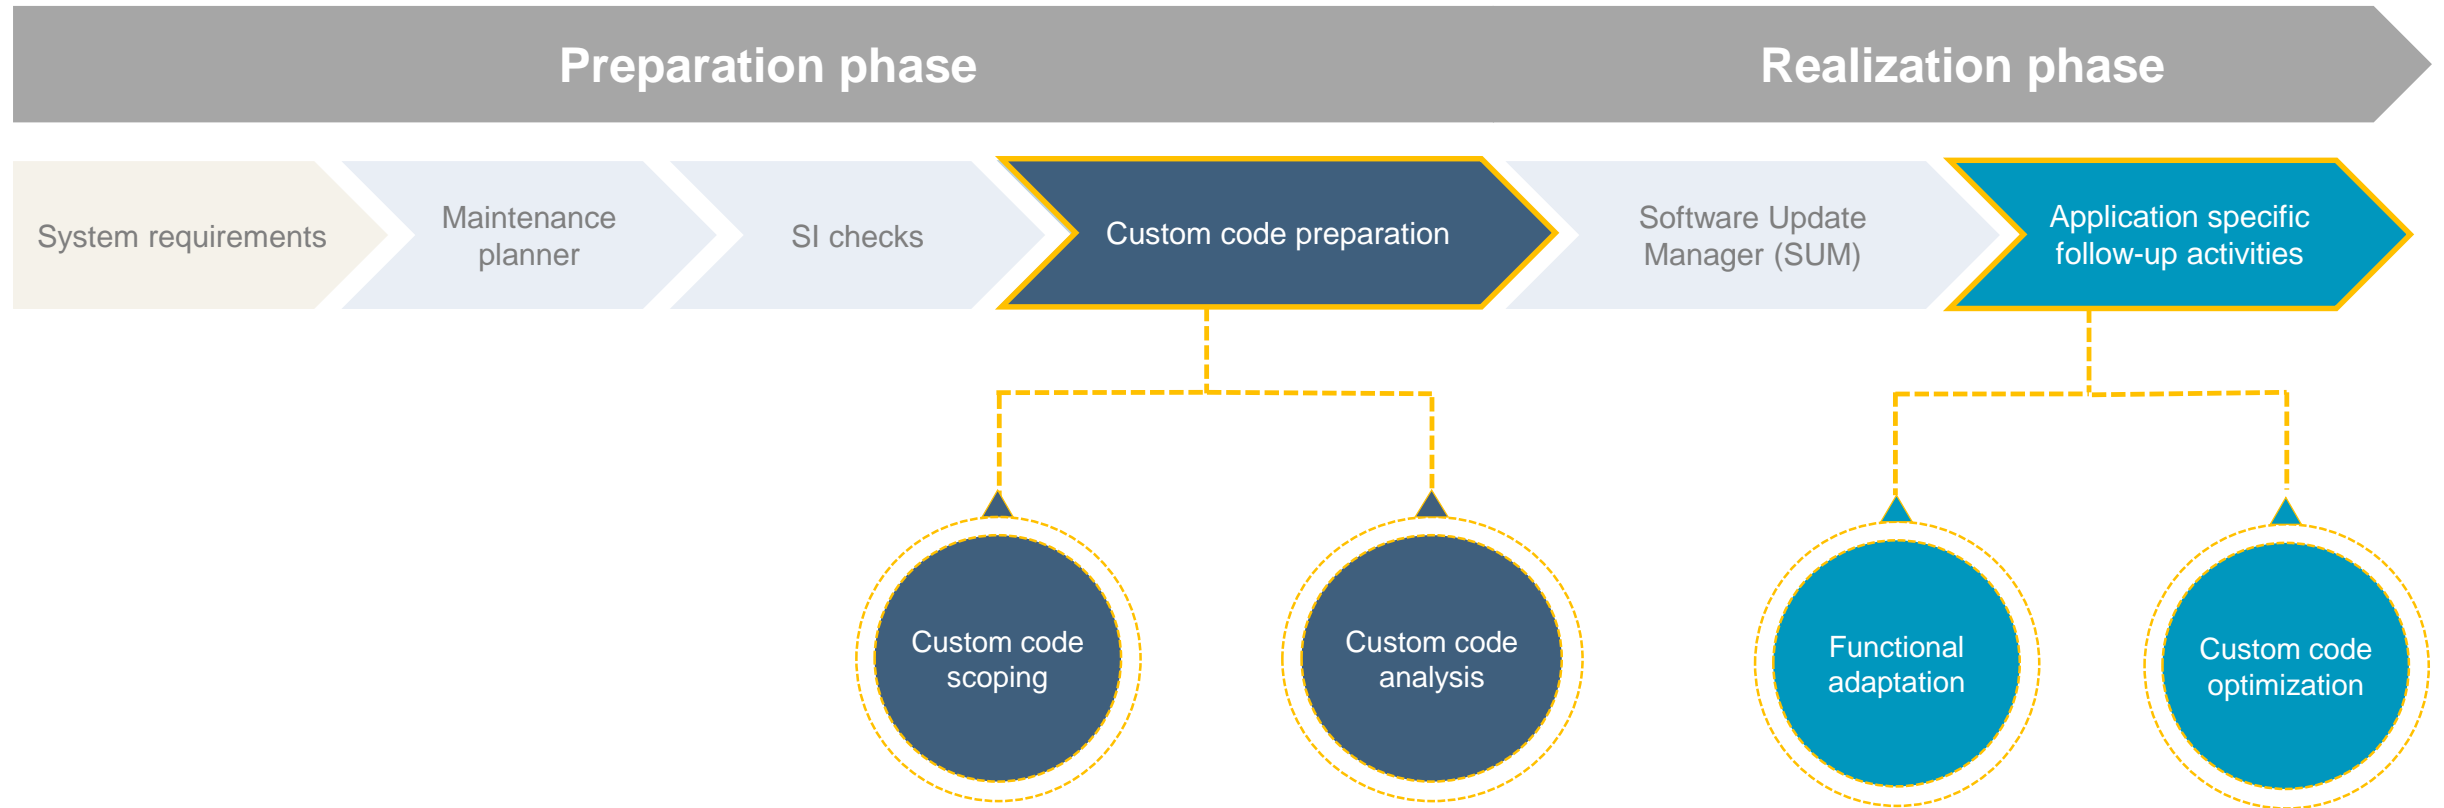 Preparation phase
Realization phase
System requirements
Maintenance
planner
SI checks
Custom code preparation
Software Update
Manager (SUM)
Application specific
follow-up activities
Custom code
scoping
Custom code
analysis
Functional
adaptation
Custom code
optimization